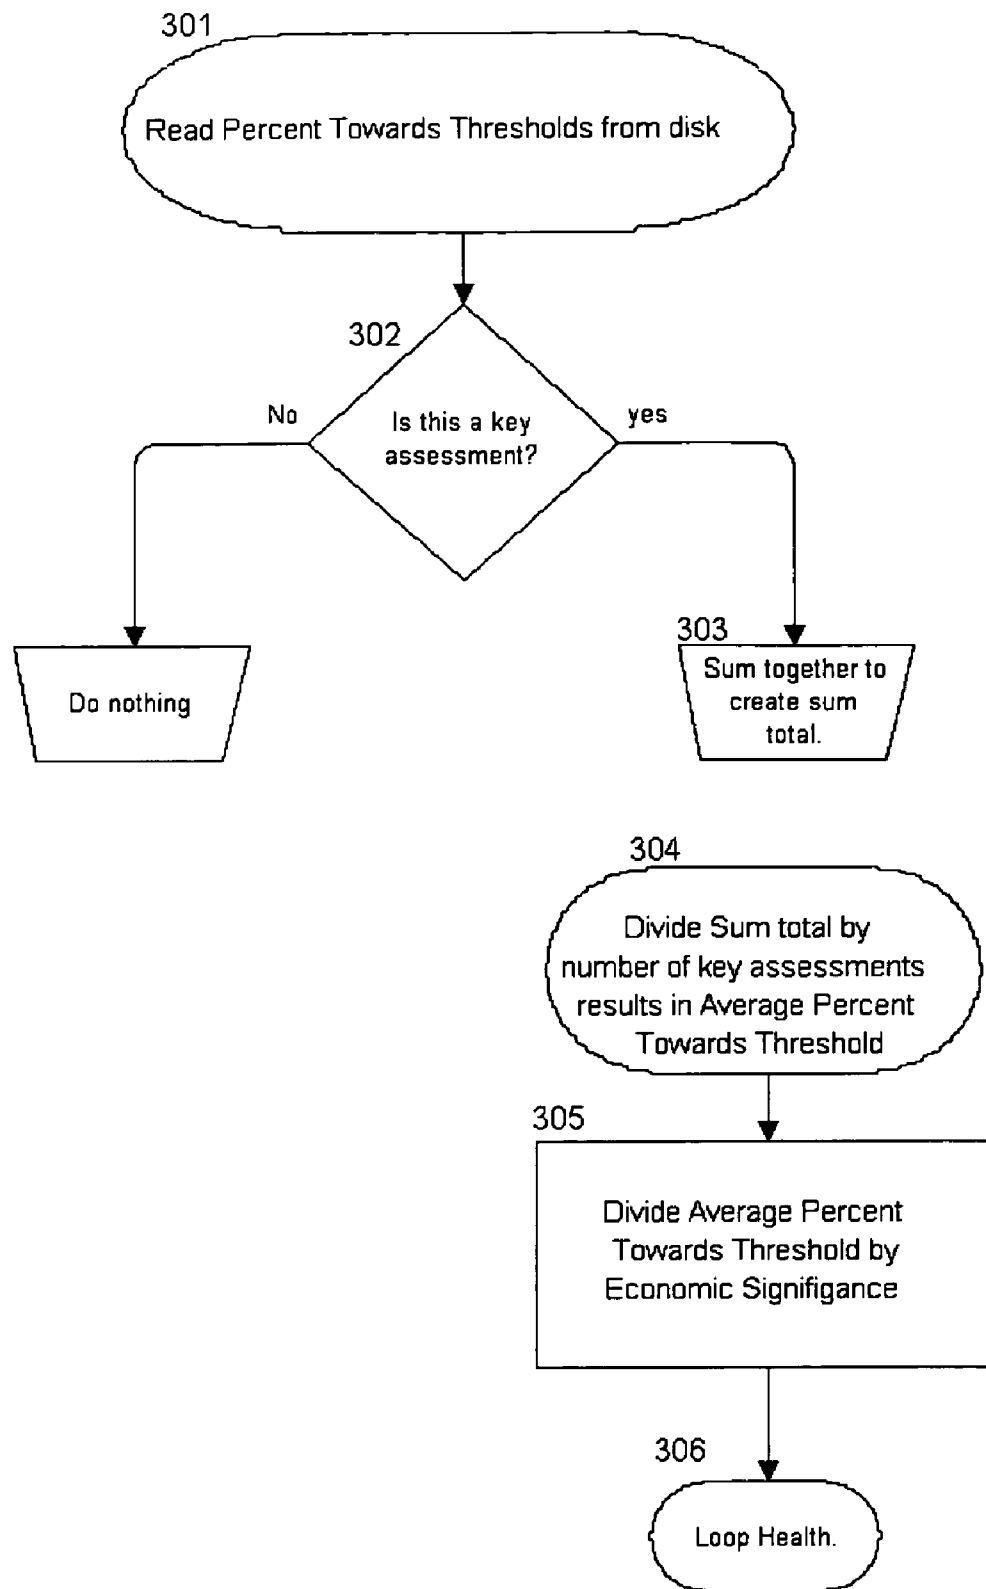 301
Read Percent Towards Thresholds from disk
302
No
Is this a key
assessment?
yes
Do nothing
303
Sum together to
create sum
total.
304
Divide Sum total by
number of key assessments
results in Average Percent
Towards Threshold
305
Divide Average Percent
Towards Threshold by
Economic Signifigance
306
Loop Health.